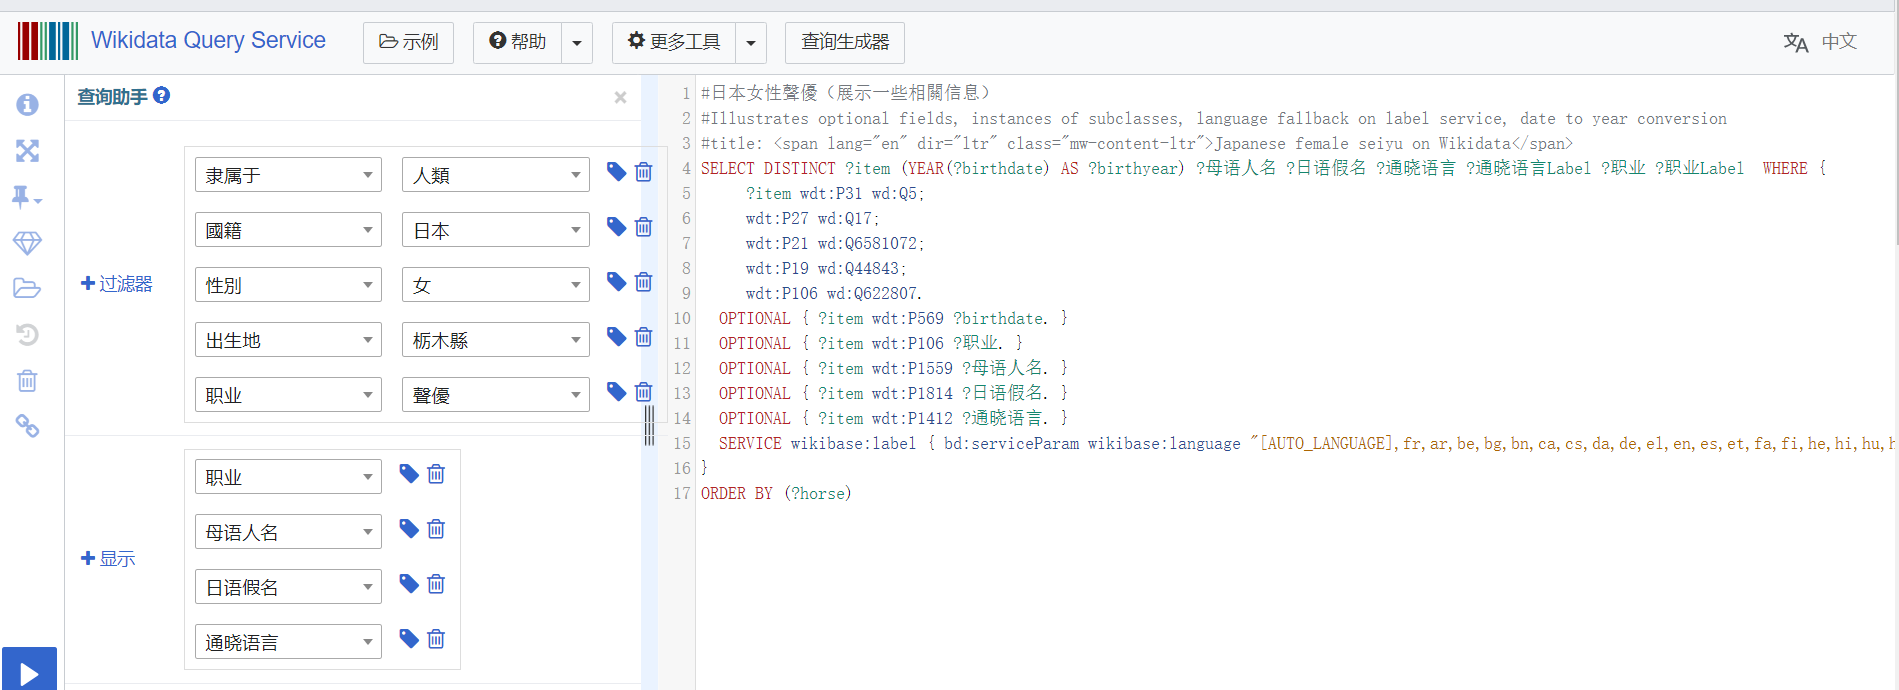 Wikidata Query Service 示例 帮助 更多工具 查询生成器 中文
查询助手
过滤器
隶属于 人類
國籍 日本
性別 女
出生地 栃木縣
职业 聲優
显示
职业
母语人名
日语假名
通晓语言
1 #日本女性聲優（展示一些相關信息）
2 #Illustrates optional fields, instances of subclasses, language fallback on label service, date to year conversion
3 #title: <span lang="en" dir="ltr" class="mw-content-ltr">Japanese female seiyu on Wikidata</span>
4 SELECT DISTINCT ?item (YEAR(?birthdate) AS ?birthyear) ?母语人名 ?日语假名 ?通晓语言 ?通晓语言Label ?职业 ?职业Label  WHERE {
5 ?item wdt:P31 wd:Q5;
6 wdt:P27 wd:Q17;
7 wdt:P21 wd:Q6581072;
8 wdt:P19 wd:Q44843;
9 wdt:P106 wd:Q622807.
10 OPTIONAL { ?item wdt:P569 ?birthdate. }
11 OPTIONAL { ?item wdt:P106 ?职业. }
12 OPTIONAL { ?item wdt:P1559 ?母语人名. }
13 OPTIONAL { ?item wdt:P1814 ?日语假名. }
14 OPTIONAL { ?item wdt:P1412 ?通晓语言. }
15 SERVICE wikibase:label { bd:serviceParam wikibase:language "[AUTO_LANGUAGE],fr,ar,be,bg,bn,ca,cs,da,de,el,en,es,et,fa,fi,he,hi,hu,h
16 }
17 ORDER BY (?horse)